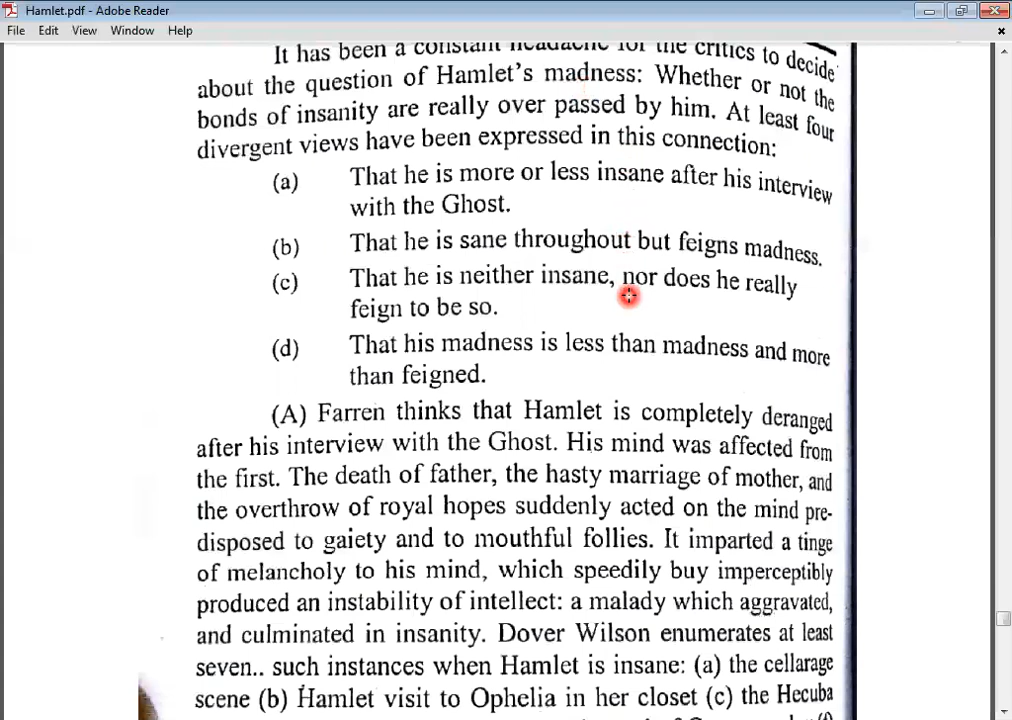 Hamlet.pdf - Adobe Reader
File Edit View Window Help
It has been a constant headache for the critics to decide
about the question of Hamlet's madness: Whether or not the
bonds of insanity are really over passed by him. At least four
divergent views have been expressed in this connection:
(a) That he is more or less insane after his interview
with the Ghost.
(b) That he is sane throughout but feigns madness.
(c) That he is neither insane, nor does he really
feign to be so.
(d) That his madness is less than madness and more
than feigned.
(A) Farren thinks that Hamlet is completely deranged
after his interview with the Ghost. His mind was affected from
the first. The death of father, the hasty marriage of mother, and
the overthrow of royal hopes suddenly acted on the mind pre-
disposed to gaiety and to mouthful follies. It imparted a tinge
of melancholy to his mind, which speedily buy imperceptibly
produced an instability of intellect: a malady which aggravated,
and culminated in insanity. Dover Wilson enumerates at least
seven.. such instances when Hamlet is insane: (a) the cellarage
scene (b) Hamlet visit to Ophelia in her closet (c) the Hecuba